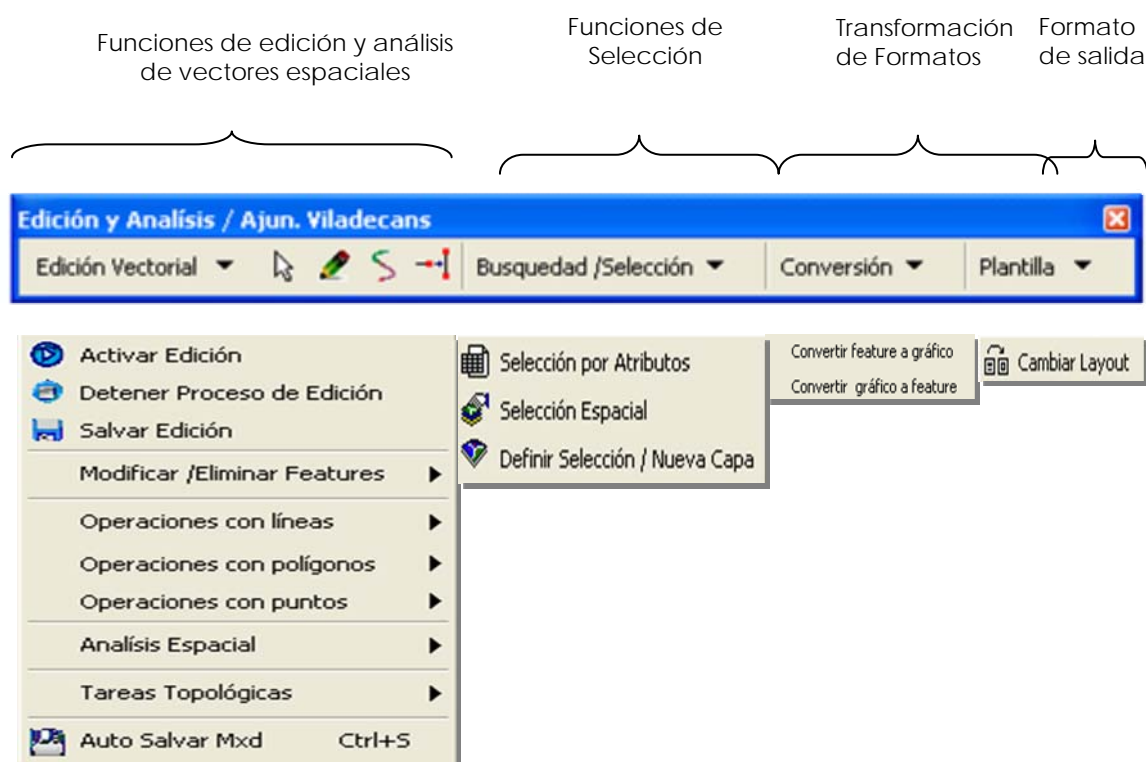 Funciones de edición y análisis
de vectores espaciales
Funciones de
Selección
Transformación
de Formatos
Formato
de salida
Edición y Analísis / Ajun. Viladecans
Edición Vectorial
Busquedad /Selección
Conversión
Plantilla
Activar Edición
Detener Proceso de Edición
Salvar Edición
Modificar /Eliminar Features
Operaciones con líneas
Operaciones con polígonos
Operaciones con puntos
Analísis Espacial
Tareas Topológicas
Auto Salvar Mxd Ctrl+S
Selección por Atributos
Selección Espacial
Definir Selección / Nueva Capa
Convertir feature a gráfico
Convertir gráfico a feature
Cambiar Layout